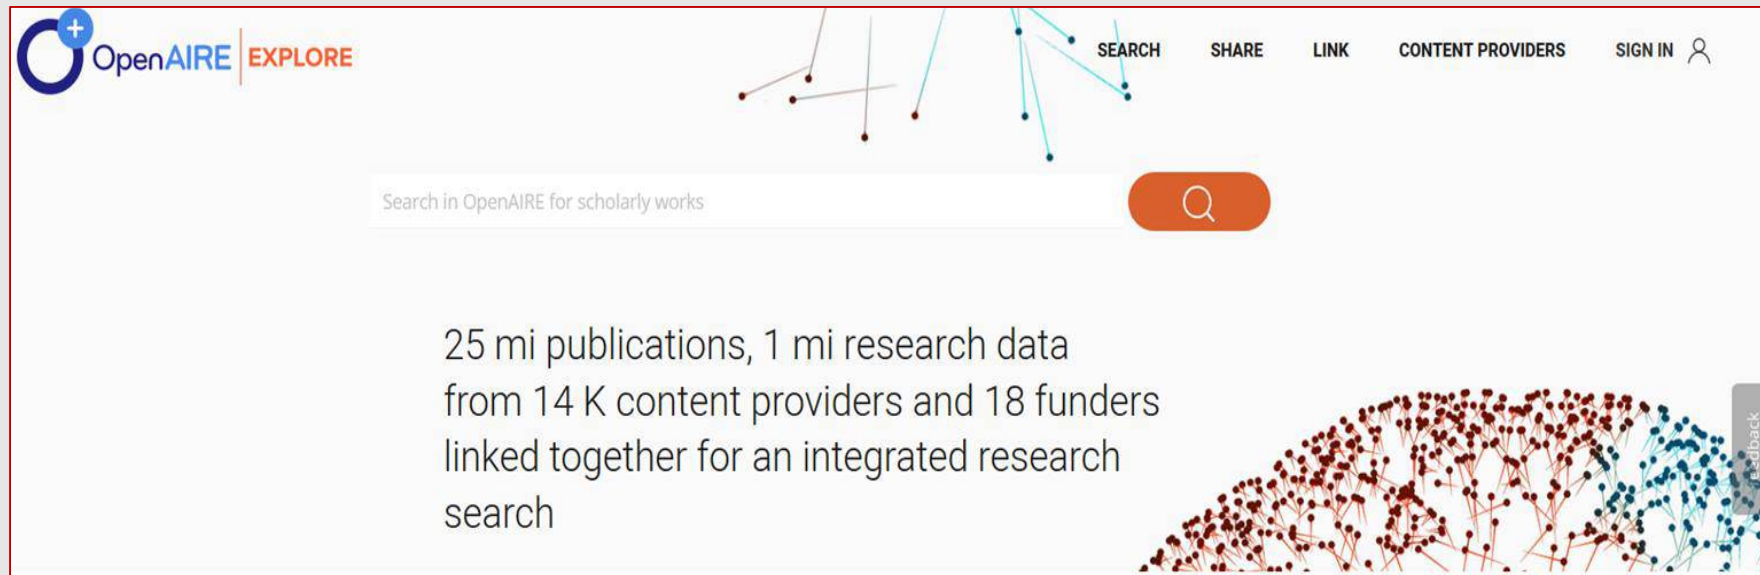 OpenAIRE EXPLORE
SEARCH SHARE LINK CONTENT PROVIDERS SIGN IN
Search in OpenAIRE for scholarly works
25 mi publications, 1 mi research data
from 14 K content providers and 18 funders
linked together for an integrated research
search
Feedback